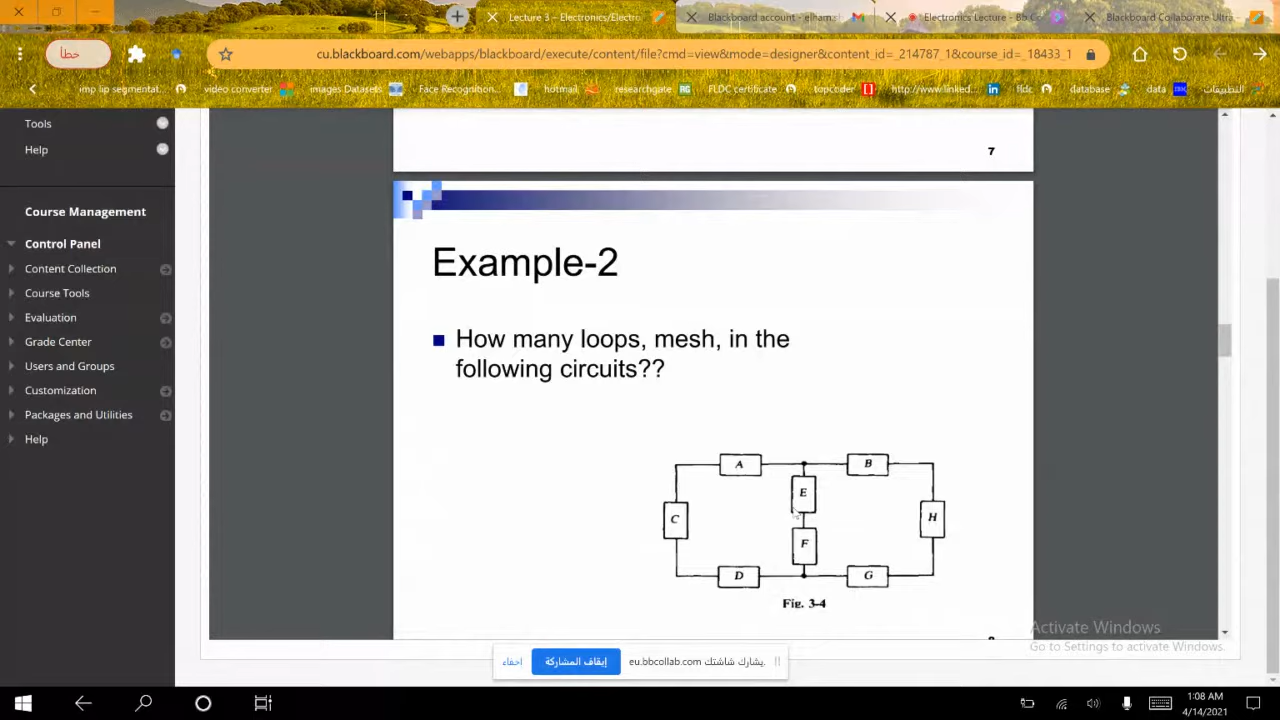 Lecture 3 – Electronics/Electro
Blackboard account - elham
Electronics Lecture - Bb Co
Blackboard Collaborate Ultra
خطأ
cu.blackboard.com/webapps/blackboard/execute/content/file?cmd=view&mode=designer&content_id=_214787_1&course_id=_18433_1
imp lip segmentat...
video converter
images Datasets
Face Recognition...
hotmail
researchgate
FLDC certificate
topcoder
http://www.linked...
fldc
database
data
التطبيقات
Tools
Help
Course Management
Control Panel
Content Collection
Course Tools
Evaluation
Grade Center
Users and Groups
Customization
Packages and Utilities
Help
7
Example-2
How many loops, mesh, in the
following circuits??
A
B
E
C
H
F
D
G
Fig. 3-4
Activate Windows
Go to Settings to activate Windows.
إخفاء
إيقاف المشاركة
يشارك شاشتك eu.bbcollab.com.
1:08 AM
4/14/2021